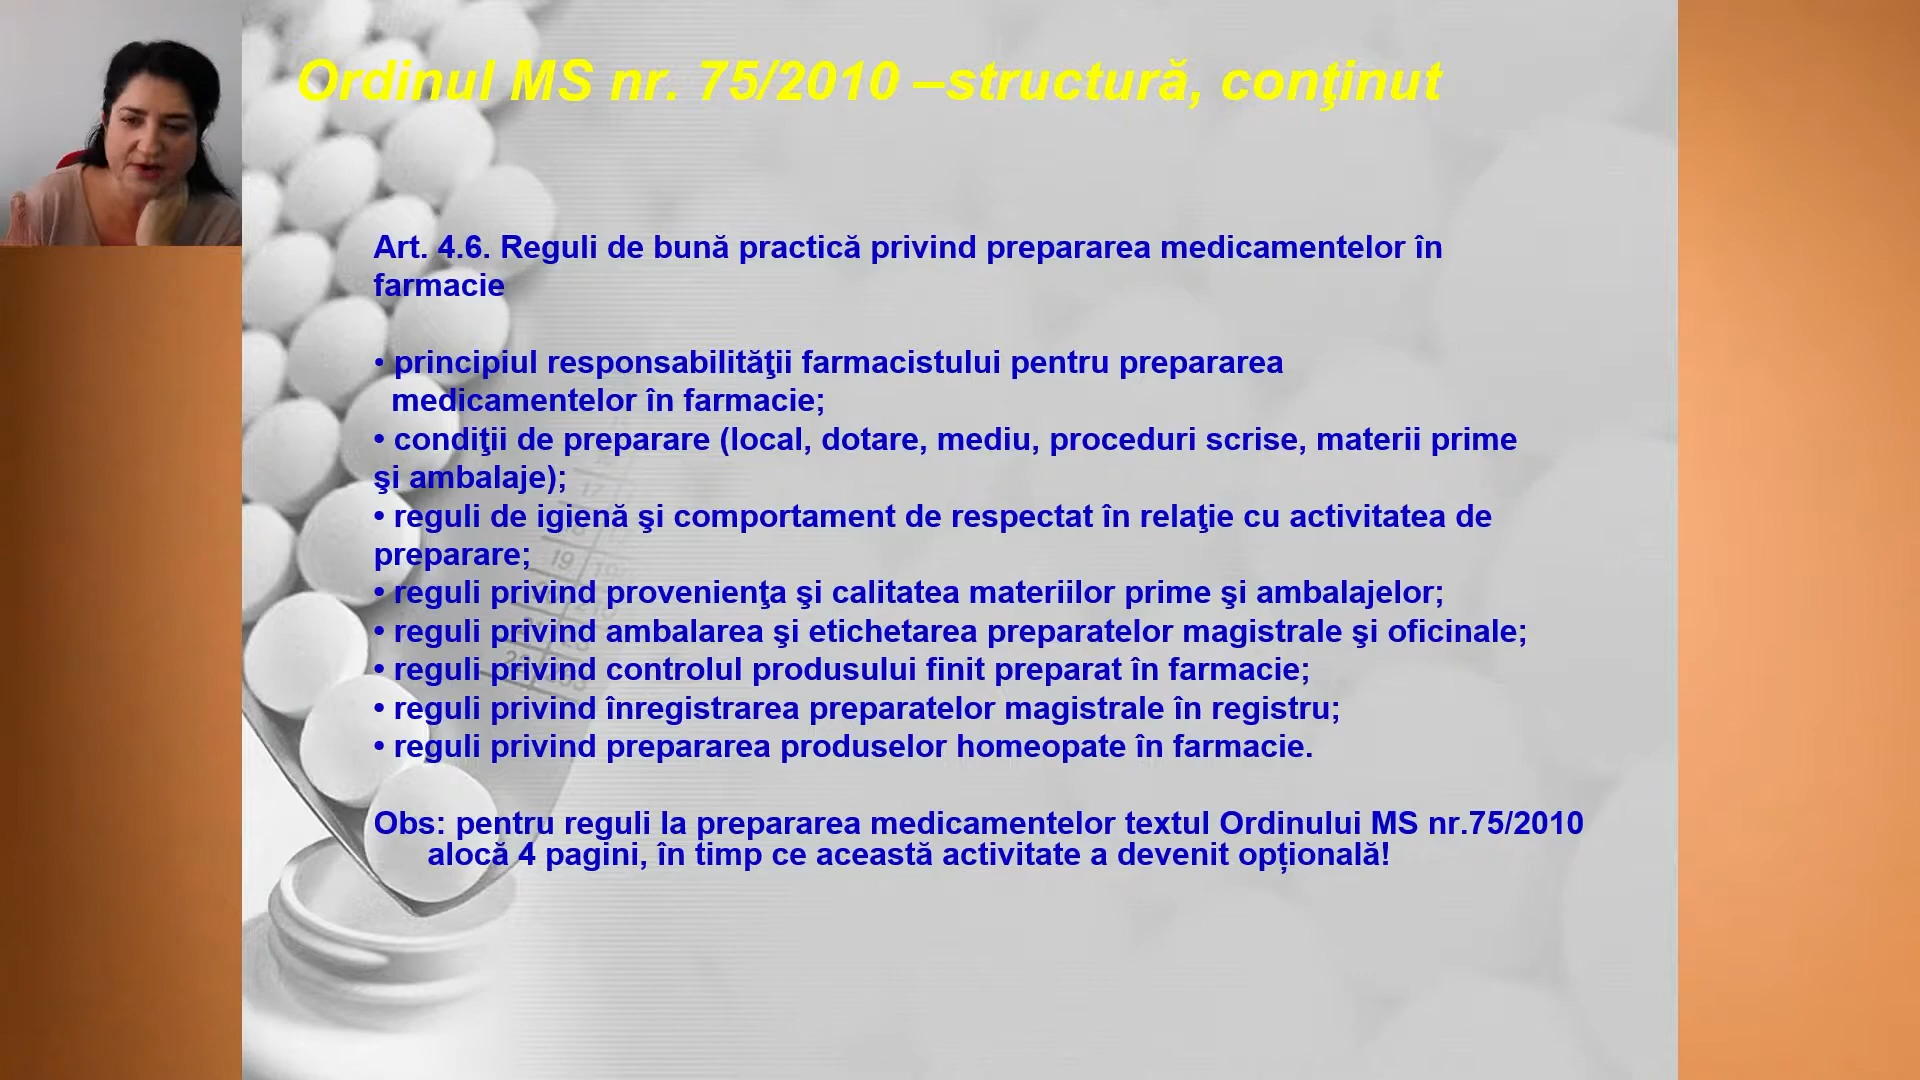 Ordinul MS nr. 75/2010 –structură, conţinut
Art. 4.6. Reguli de bună practică privind prepararea medicamentelor în
farmacie
• principiul responsabilităţii farmacistului pentru prepararea
medicamentelor în farmacie;
• condiţii de preparare (local, dotare, mediu, proceduri scrise, materii prime
şi ambalaje);
• reguli de igienă şi comportament de respectat în relaţie cu activitatea de
preparare;
• reguli privind provenienţa şi calitatea materiilor prime şi ambalajelor;
• reguli privind ambalarea şi etichetarea preparatelor magistrale şi oficinale;
• reguli privind controlul produsului finit preparat în farmacie;
• reguli privind înregistrarea preparatelor magistrale în registru;
• reguli privind prepararea produselor homeopate în farmacie.
Obs: pentru reguli la prepararea medicamentelor textul Ordinului MS nr.75/2010
alocă 4 pagini, în timp ce această activitate a devenit opțională!